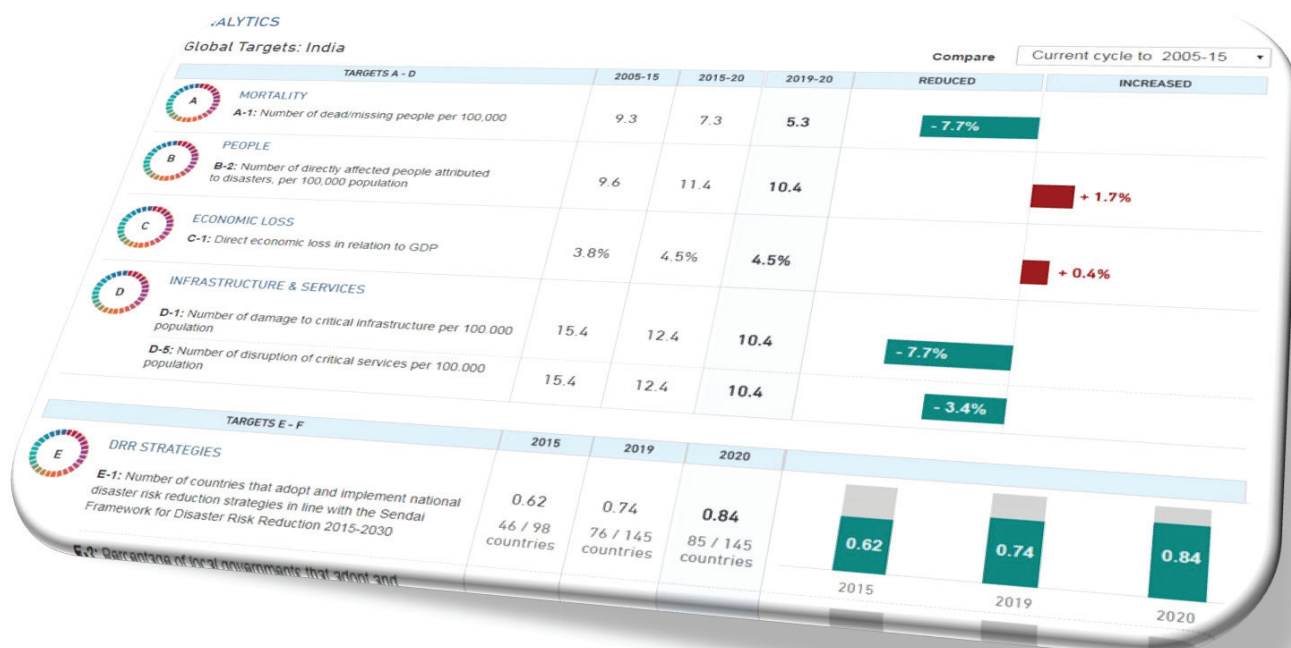 ALYTICS
Global Targets: India
Compare Current cycle to 2005-15
TARGETS A - D 2005-15 2015-20 2019-20 REDUCED INCREASED
A MORTALITY
A-1: Number of dead/missing people per 100,000 9.3 7.3 5.3 - 7.7%
B PEOPLE
B-2: Number of directly affected people attributed
to disasters, per 100,000 population 9.6 11.4 10.4 + 1.7%
C ECONOMIC LOSS
C-1: Direct economic loss in relation to GDP 3.8% 4.5% 4.5% + 0.4%
D INFRASTRUCTURE & SERVICES
D-1: Number of damage to critical infrastructure per 100.000
population 15.4 12.4 10.4 - 7.7%
D-5: Number of disruption of critical services per 100.000
population 15.4 12.4 10.4 - 3.4%
TARGETS E - F 2015 2019 2020
E DRR STRATEGIES
E-1: Number of countries that adopt and implement national
disaster risk reduction strategies in line with the Sendai
Framework for Disaster Risk Reduction 2015-2030
0.62 0.74 0.84
46 / 98 76 / 145 85 / 145
countries countries countries
0.62 0.74 0.84
2015 2019 2020
E-2: Percentage of local governments that adopt and